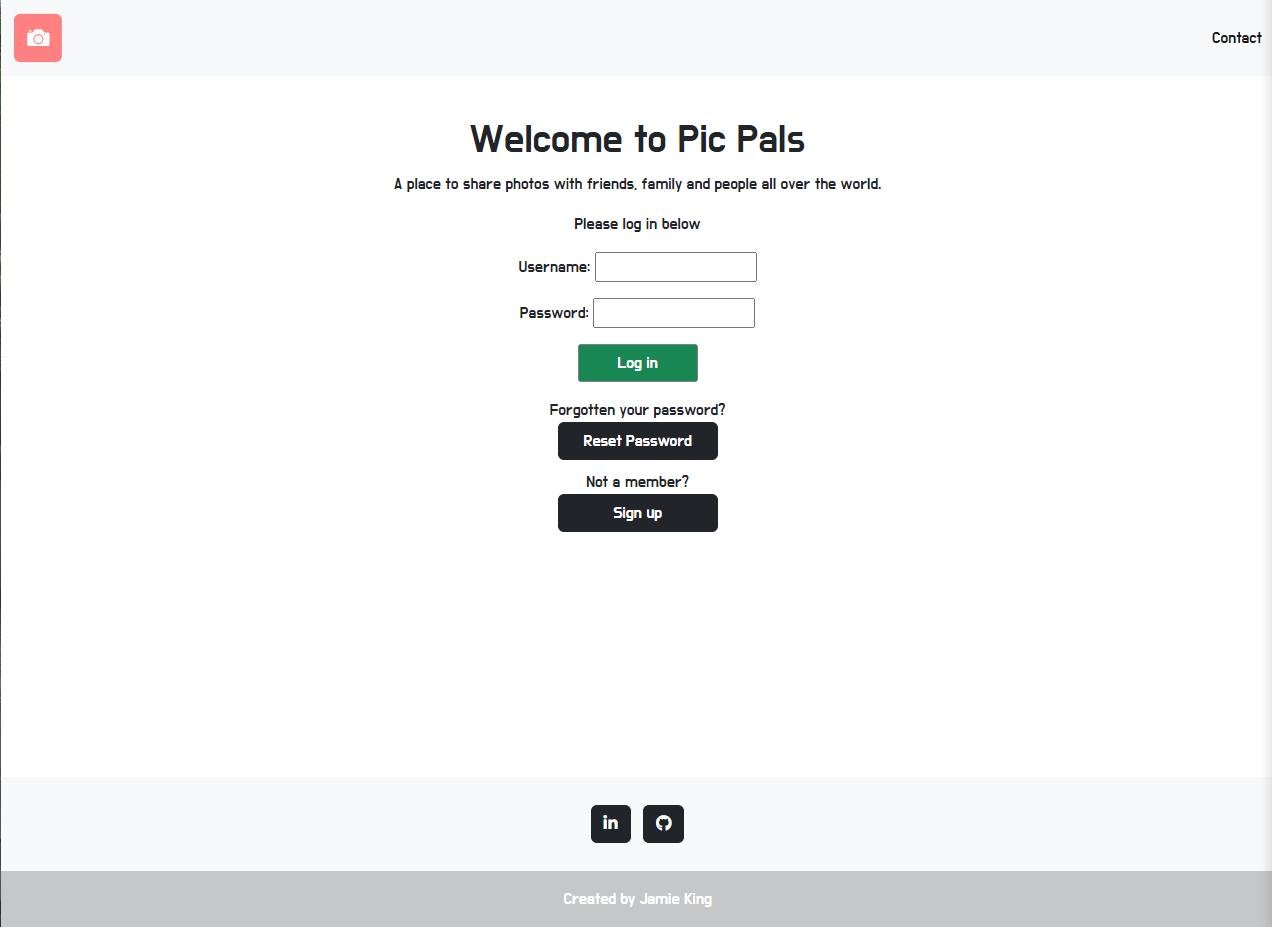 Contact
Welcome to Pic Pals
A place to share photos with friends, family and people all over the world.
Please log in below
Username:
Password:
Log in
Forgotten your password?
Reset Password
Not a member?
Sign up
in
Created by Jamie King